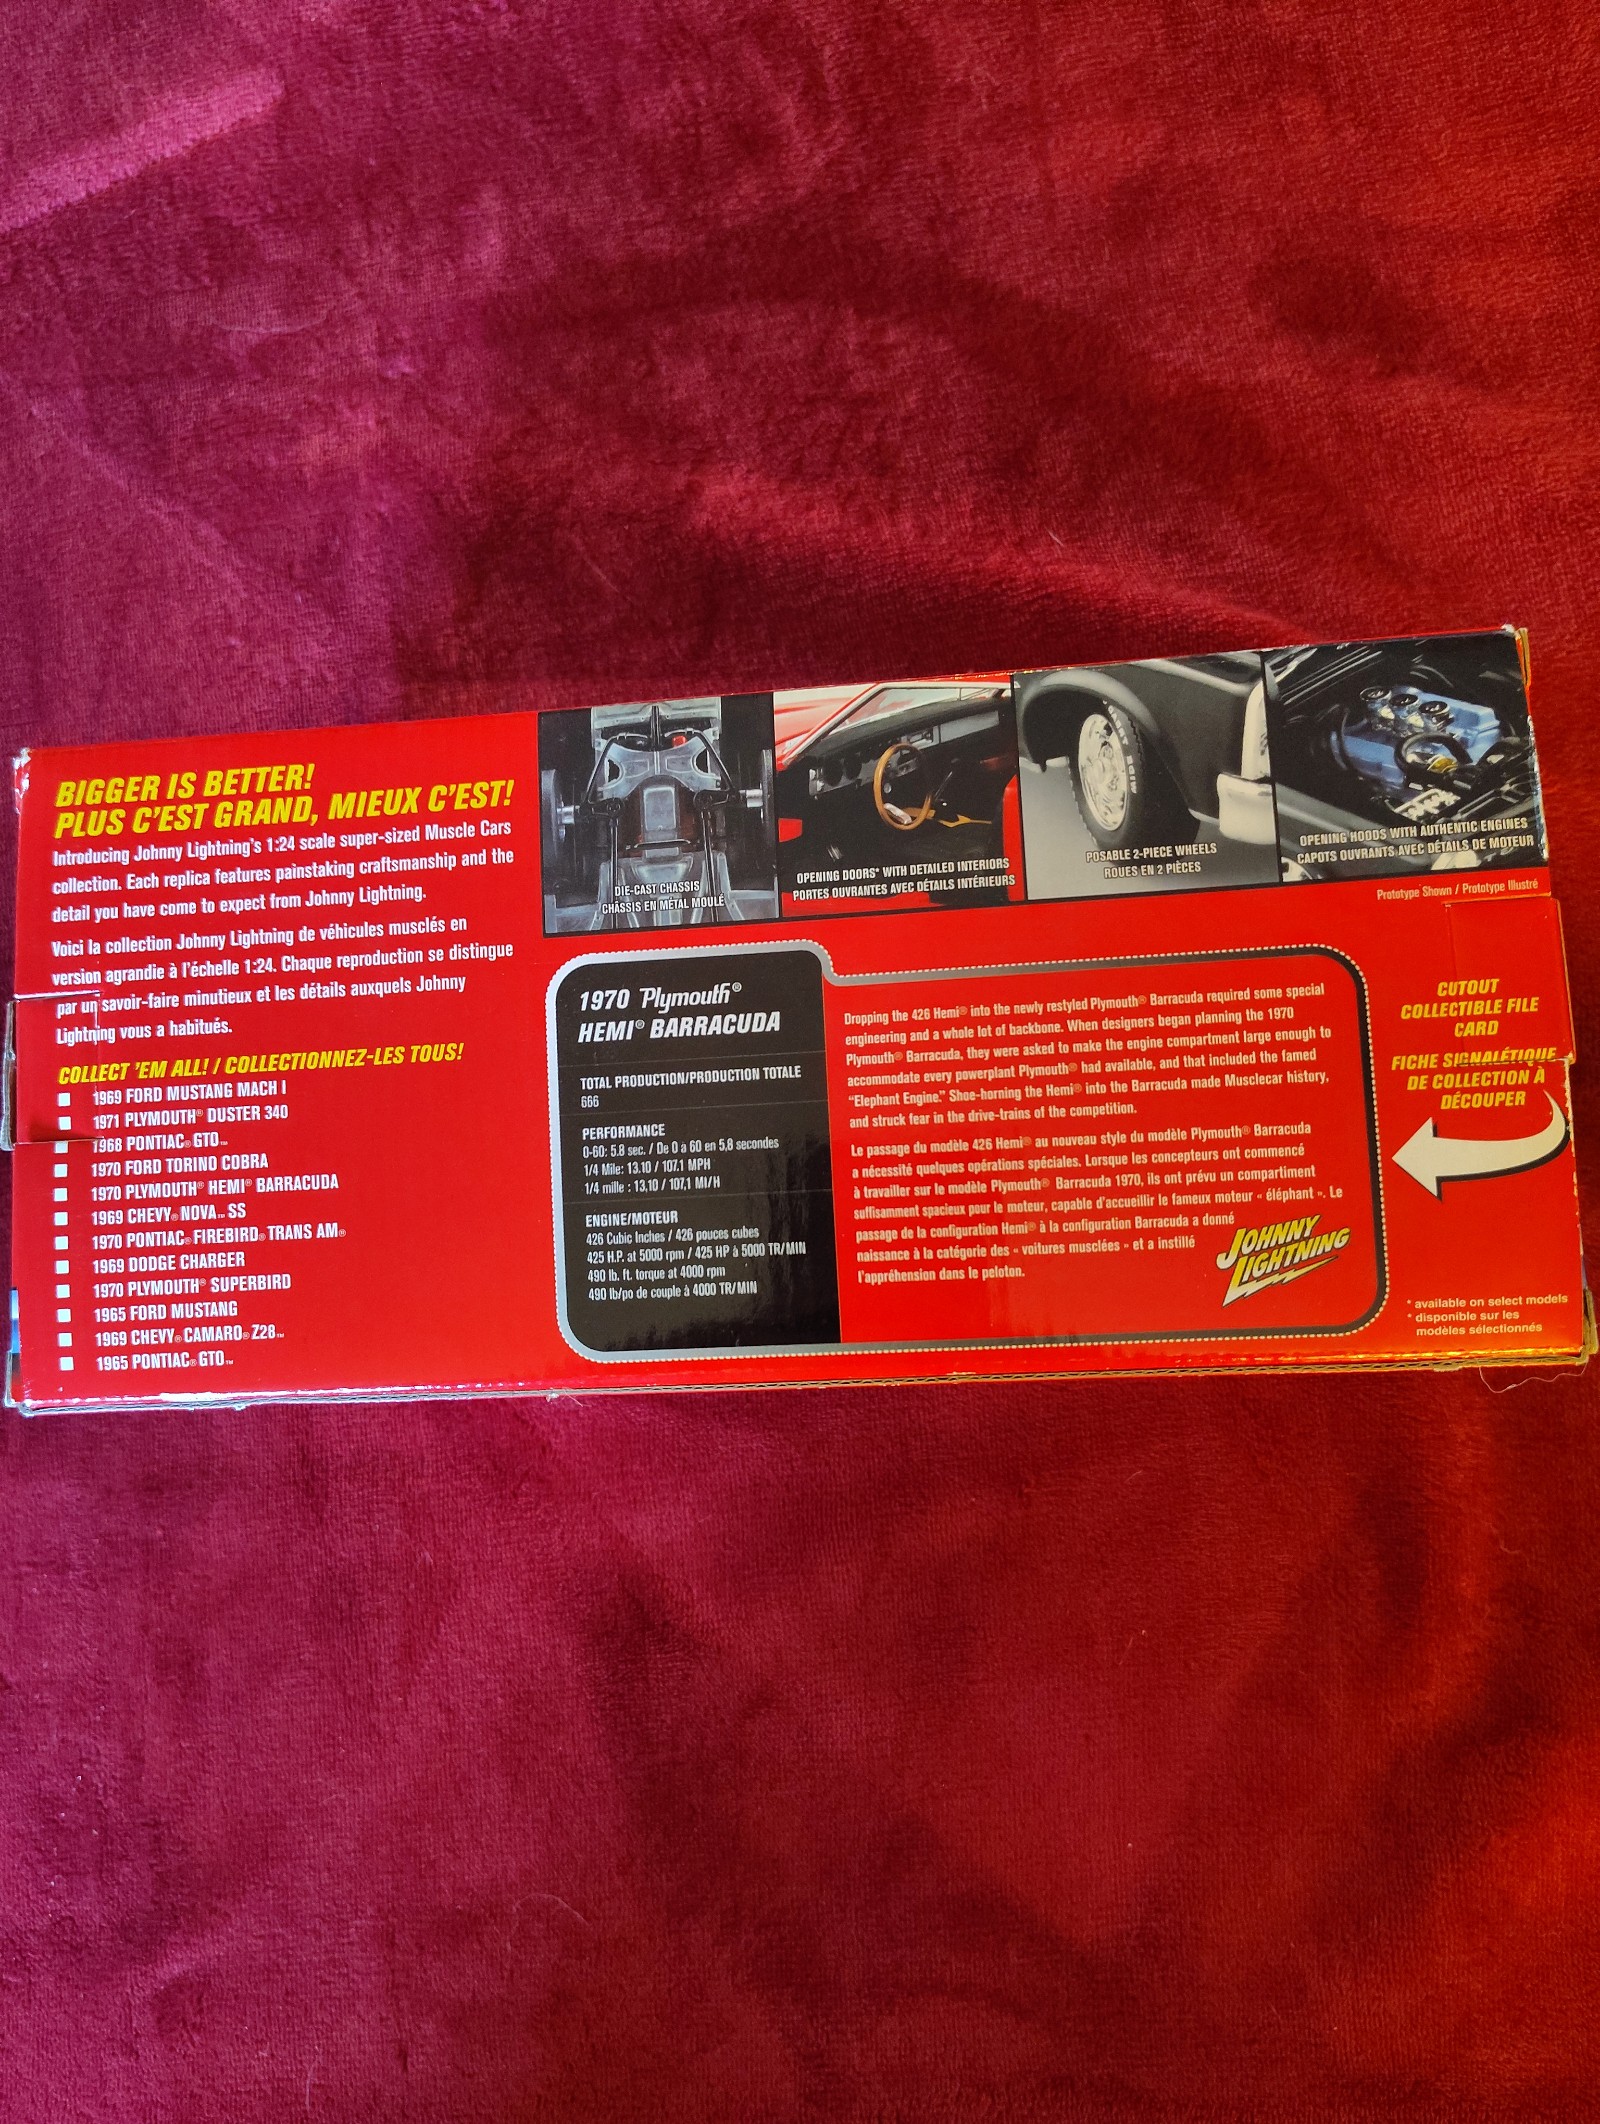 BIGGER IS BETTER!
PLUS C'EST GRAND, MIEUX C'EST!
Introducing Johnny Lightning's 1:24 scale super-sized Muscle Cars
collection. Each replica features painstaking craftsmanship and the
detail you have come to expect from Johnny Lightning.
Voici la collection Johnny Lightning de véhicules musclés en
version agrandie à l'échelle 1:24. Chaque reproduction se distingue
par un savoir-faire minutieux et les détails auxquels Johnny
Lightning vous a habitués.
COLLECT 'EM ALL! / COLLECTIONNEZ-LES TOUS!
1969 FORD MUSTANG MACH I
1971 PLYMOUTH® DUSTER 340
1968 PONTIAC® GTO™
1970 FORD TORINO COBRA
1970 PLYMOUTH® HEMI® BARRACUDA
1969 CHEVY® NOVA™ SS
1970 PONTIAC® FIREBIRD® TRANS AM®
1969 DODGE CHARGER
1970 PLYMOUTH® SUPERBIRD
1965 FORD MUSTANG
1969 CHEVY® CAMARO® Z28™
1965 PONTIAC® GTO™
DIE-CAST CHASSIS
CHÂSSIS EN MÉTAL MOULÉ
OPENING DOORS* WITH DETAILED INTERIORS
PORTES OUVRANTES AVEC DÉTAILS INTÉRIEURS
POSABLE 2-PIECE WHEELS
ROUES EN 2 PIÈCES
OPENING HOODS WITH AUTHENTIC ENGINES
CAPOTS OUVRANTS AVEC DÉTAILS DE MOTEUR
Prototype Shown / Prototype Illustré
1970 Plymouth®
HEMI® BARRACUDA
TOTAL PRODUCTION/PRODUCTION TOTALE
666
PERFORMANCE
0-60: 5.8 sec. / De 0 à 60 en 5,8 secondes
1/4 Mile: 13.10 / 107.1 MPH
1/4 mille : 13,10 / 107,1 MI/H
ENGINE/MOTEUR
426 Cubic Inches / 426 pouces cubes
425 H.P. at 5000 rpm / 425 HP à 5000 TR/MIN
490 lb. ft. torque at 4000 rpm
490 lb/po de couple à 4000 TR/MIN
Dropping the 426 Hemi® into the newly restyled Plymouth® Barracuda required some special
engineering and a whole lot of backbone. When designers began planning the 1970
Plymouth® Barracuda, they were asked to make the engine compartment large enough to
accommodate every powerplant Plymouth® had available, and that included the famed
"Elephant Engine." Shoe-horning the Hemi® into the Barracuda made Musclecar history,
and struck fear in the drive-trains of the competition.
Le passage du modèle 426 Hemi® au nouveau style du modèle Plymouth® Barracuda
a nécessité quelques opérations spéciales. Lorsque les concepteurs ont commencé
à travailler sur le modèle Plymouth® Barracuda 1970, ils ont prévu un compartiment
suffisamment spacieux pour le moteur, capable d'accueillir le fameux moteur « éléphant ». Le
passage de la configuration Hemi® à la configuration Barracuda a donné
naissance à la catégorie des « voitures musclées » et a instillé
l'appréhension dans le peloton.
JOHNNY
LIGHTNING
CUTOUT
COLLECTIBLE FILE
CARD
FICHE SIGNALÉTIQUE
DE COLLECTION À
DÉCOUPER
* available on select models
* disponible sur les
modèles sélectionnés